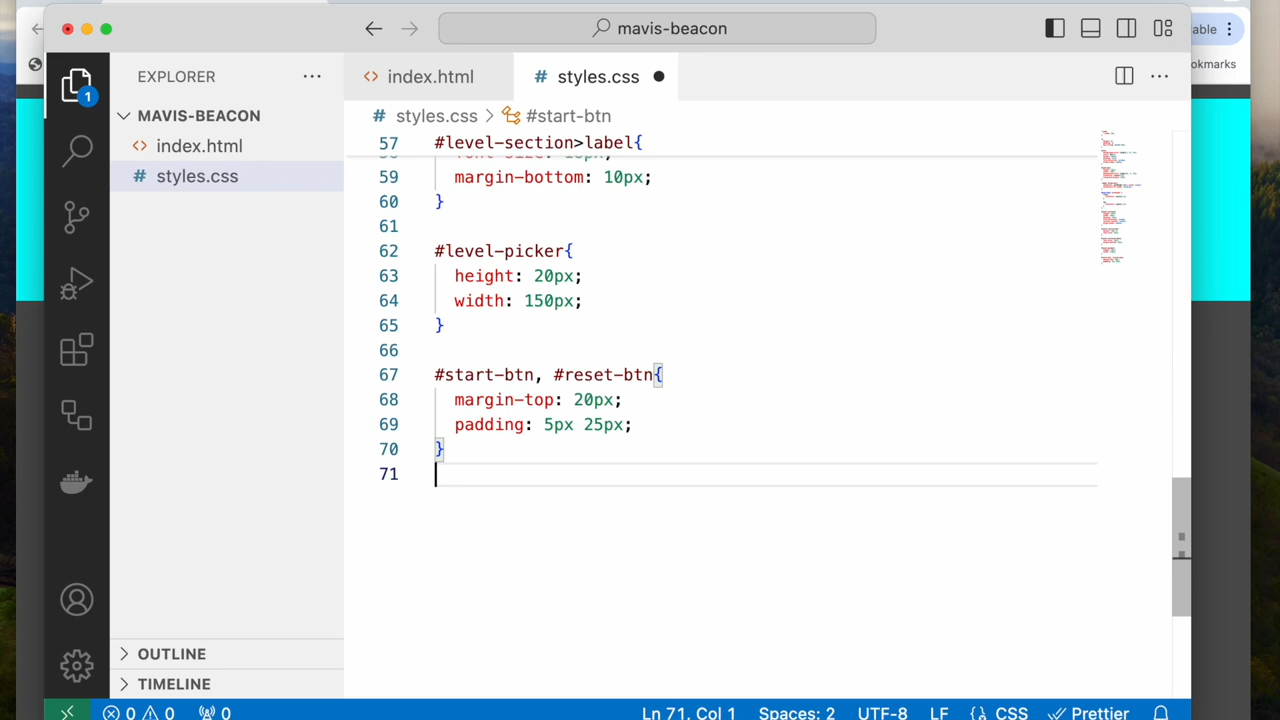 mavis-beacon
able
okmarks
EXPLORER
1
MAVIS-BEACON
index.html
styles.css
OUTLINE
TIMELINE
index.html
styles.css
styles.css > #start-btn
57 #level-section>label{
59 margin-bottom: 10px;
60 }
61
62 #level-picker{
63 height: 20px;
64 width: 150px;
65 }
66
67 #start-btn, #reset-btn{
68 margin-top: 20px;
69 padding: 5px 25px;
70 }
71
0 0 0 Ln 71, Col 1 Spaces: 2 UTF-8 LF {} CSS Prettier